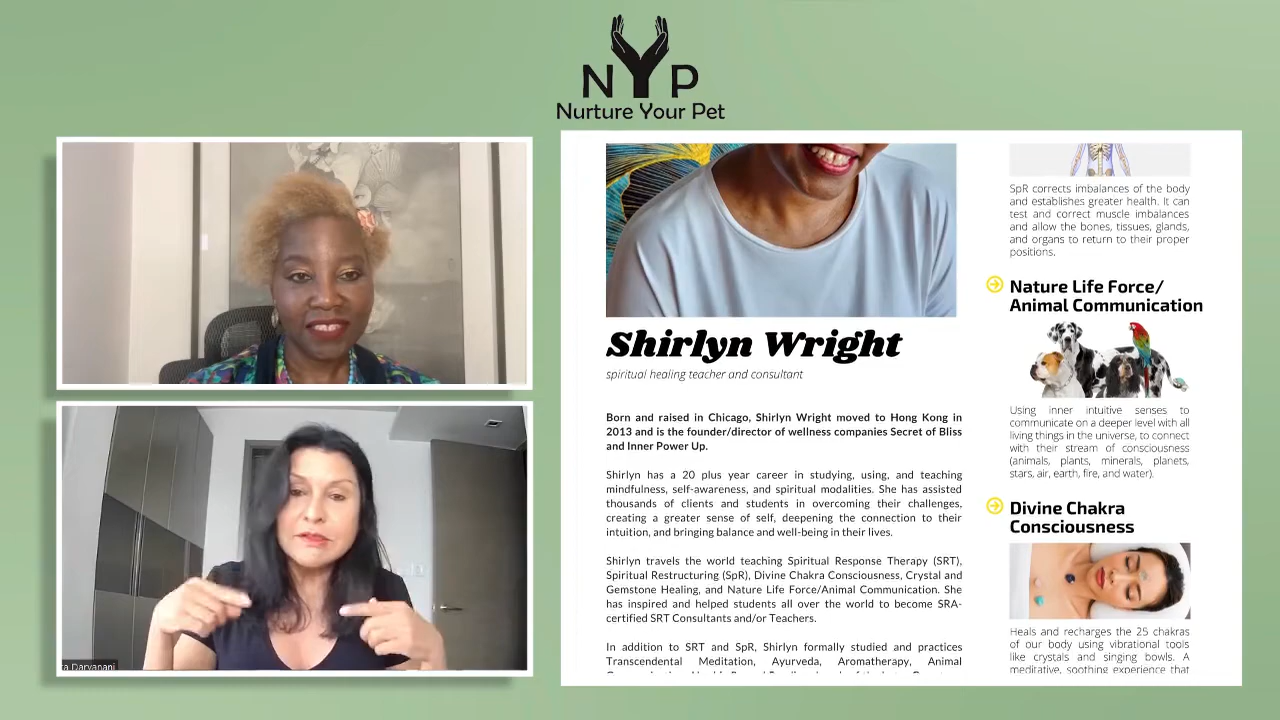 NYP
Nurture Your Pet
Daryanani
Shirlyn Wright
spiritual healing teacher and consultant
Born and raised in Chicago, Shirlyn Wright moved to Hong Kong in
2013 and is the founder/director of wellness companies Secret of Bliss
and Inner Power Up.
Shirlyn has a 20 plus year career in studying, using, and teaching
mindfulness, self-awareness, and spiritual modalities. She has assisted
thousands of clients and students in overcoming their challenges,
creating a greater sense of self, deepening the connection to their
intuition, and bringing balance and well-being in their lives.
Shirlyn travels the world teaching Spiritual Response Therapy (SRT),
Spiritual Restructuring (SpR), Divine Chakra Consciousness, Crystal and
Gemstone Healing, and Nature Life Force/Animal Communication. She
has inspired and helped students all over the world to become SRA-
certified SRT Consultants and/or Teachers.
In addition to SRT and SpR, Shirlyn formally studied and practices
Transcendental Meditation, Ayurveda, Aromatherapy, Animal
SpR corrects imbalances of the body
and establishes greater health. It can
test and correct muscle imbalances
and allow the bones, tissues, glands,
and organs to return to their proper
positions.
Nature Life Force/
Animal Communication
Using inner intuitive senses to
communicate on a deeper level with all
living things in the universe, to connect
with their stream of consciousness
(animals, plants, minerals, planets,
stars, air, earth, fire, and water).
Divine Chakra
Consciousness
Heals and recharges the 25 chakras
of our body using vibrational tools
like crystals and singing bowls. A
meditative, soothing experience that